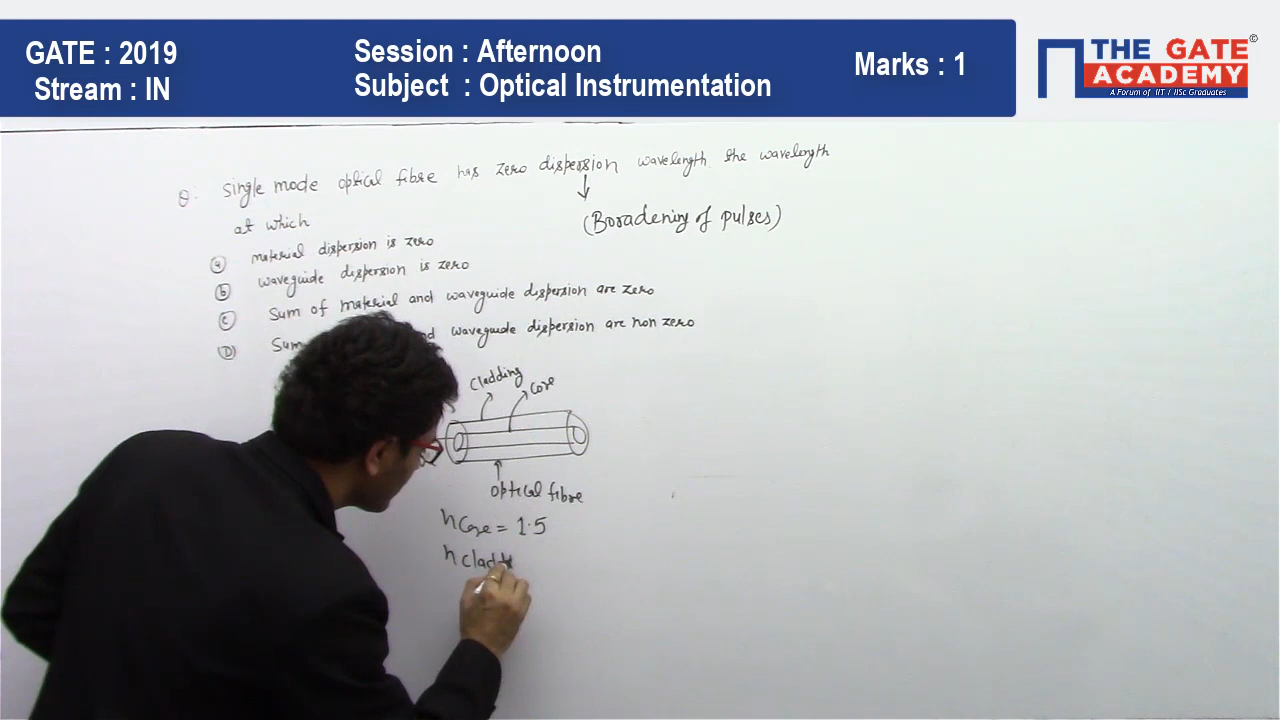 GATE : 2019
Stream : IN
Session : Afternoon
Subject : Optical Instrumentation
Marks : 1
THE GATE
ACADEMY
©
A Forum of IIT / IISc Graduates
Q. Single mode optical fibre has zero dispersion wavelength. the wavelength
at which
(Boradening of pulses)
(a) material dispersion is zero
(b) waveguide dispersion is zero
(c) Sum of material and waveguide dispersion are zero
(D) Sum waveguide dispersion are non zero
cladding
core
optical fibre
n core = 1.5
n cladd